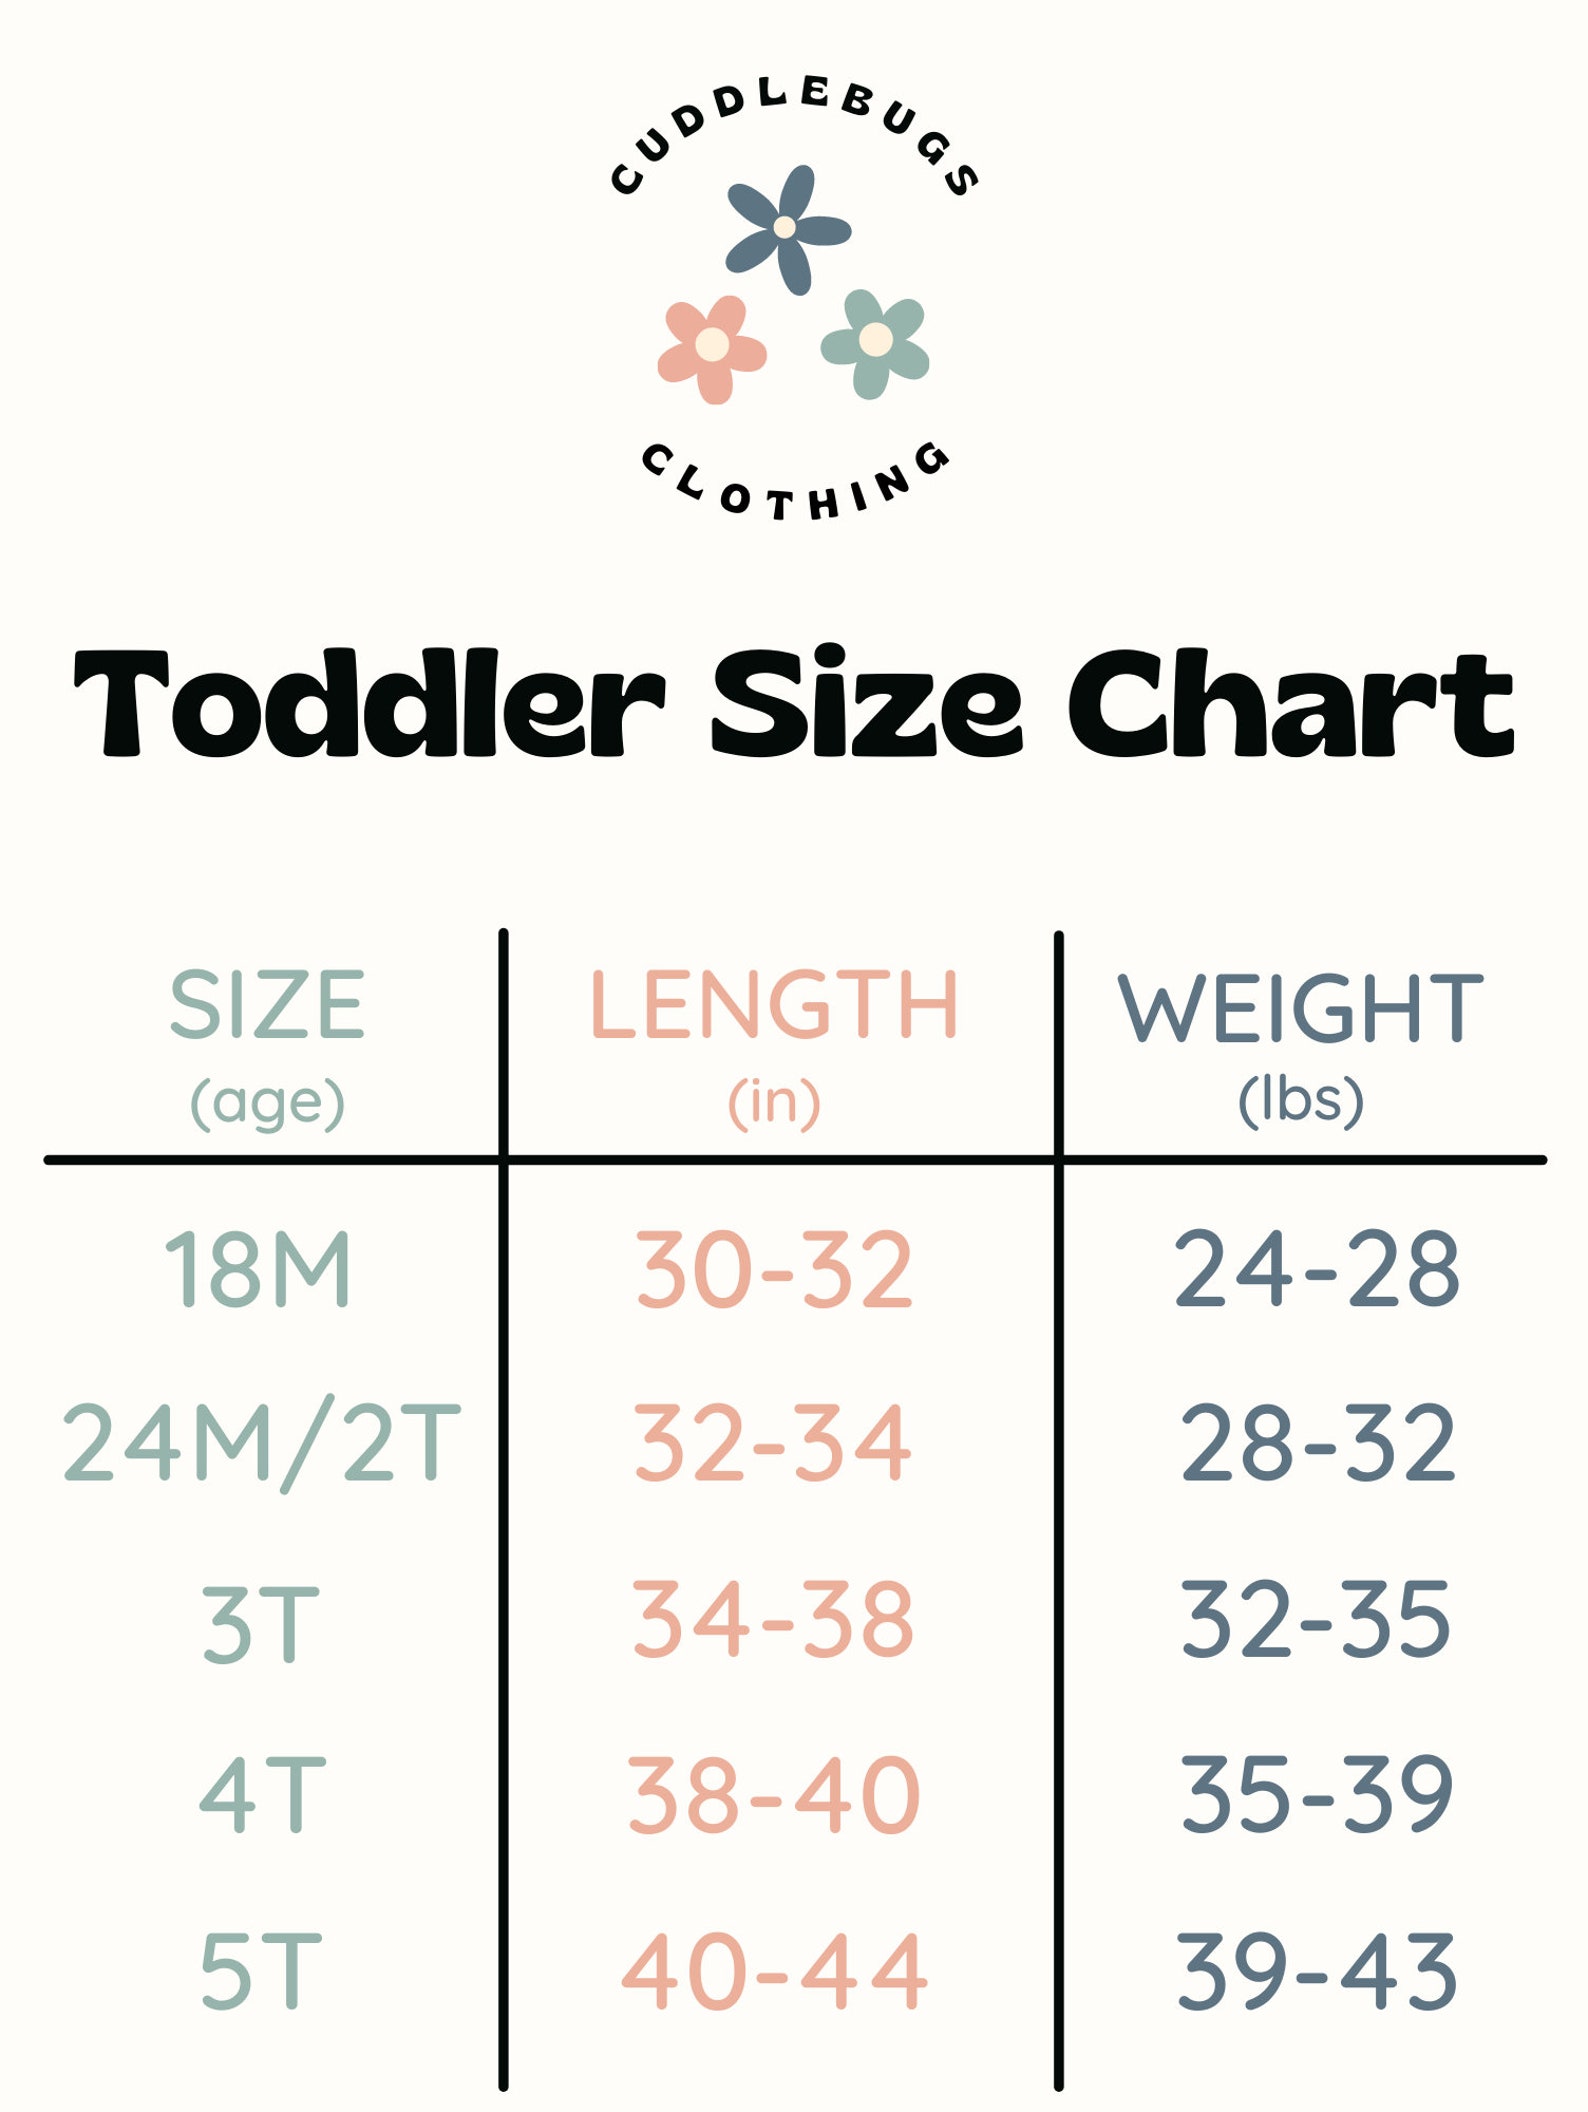 CUDDLEBUGS
CLOTHING
Toddler Size Chart
SIZE LENGTH WEIGHT
(age) (in) (lbs)
18M 30-32 24-28
24M/2T 32-34 28-32
3T 34-38 32-35
4T 38-40 35-39
5T 40-44 39-43